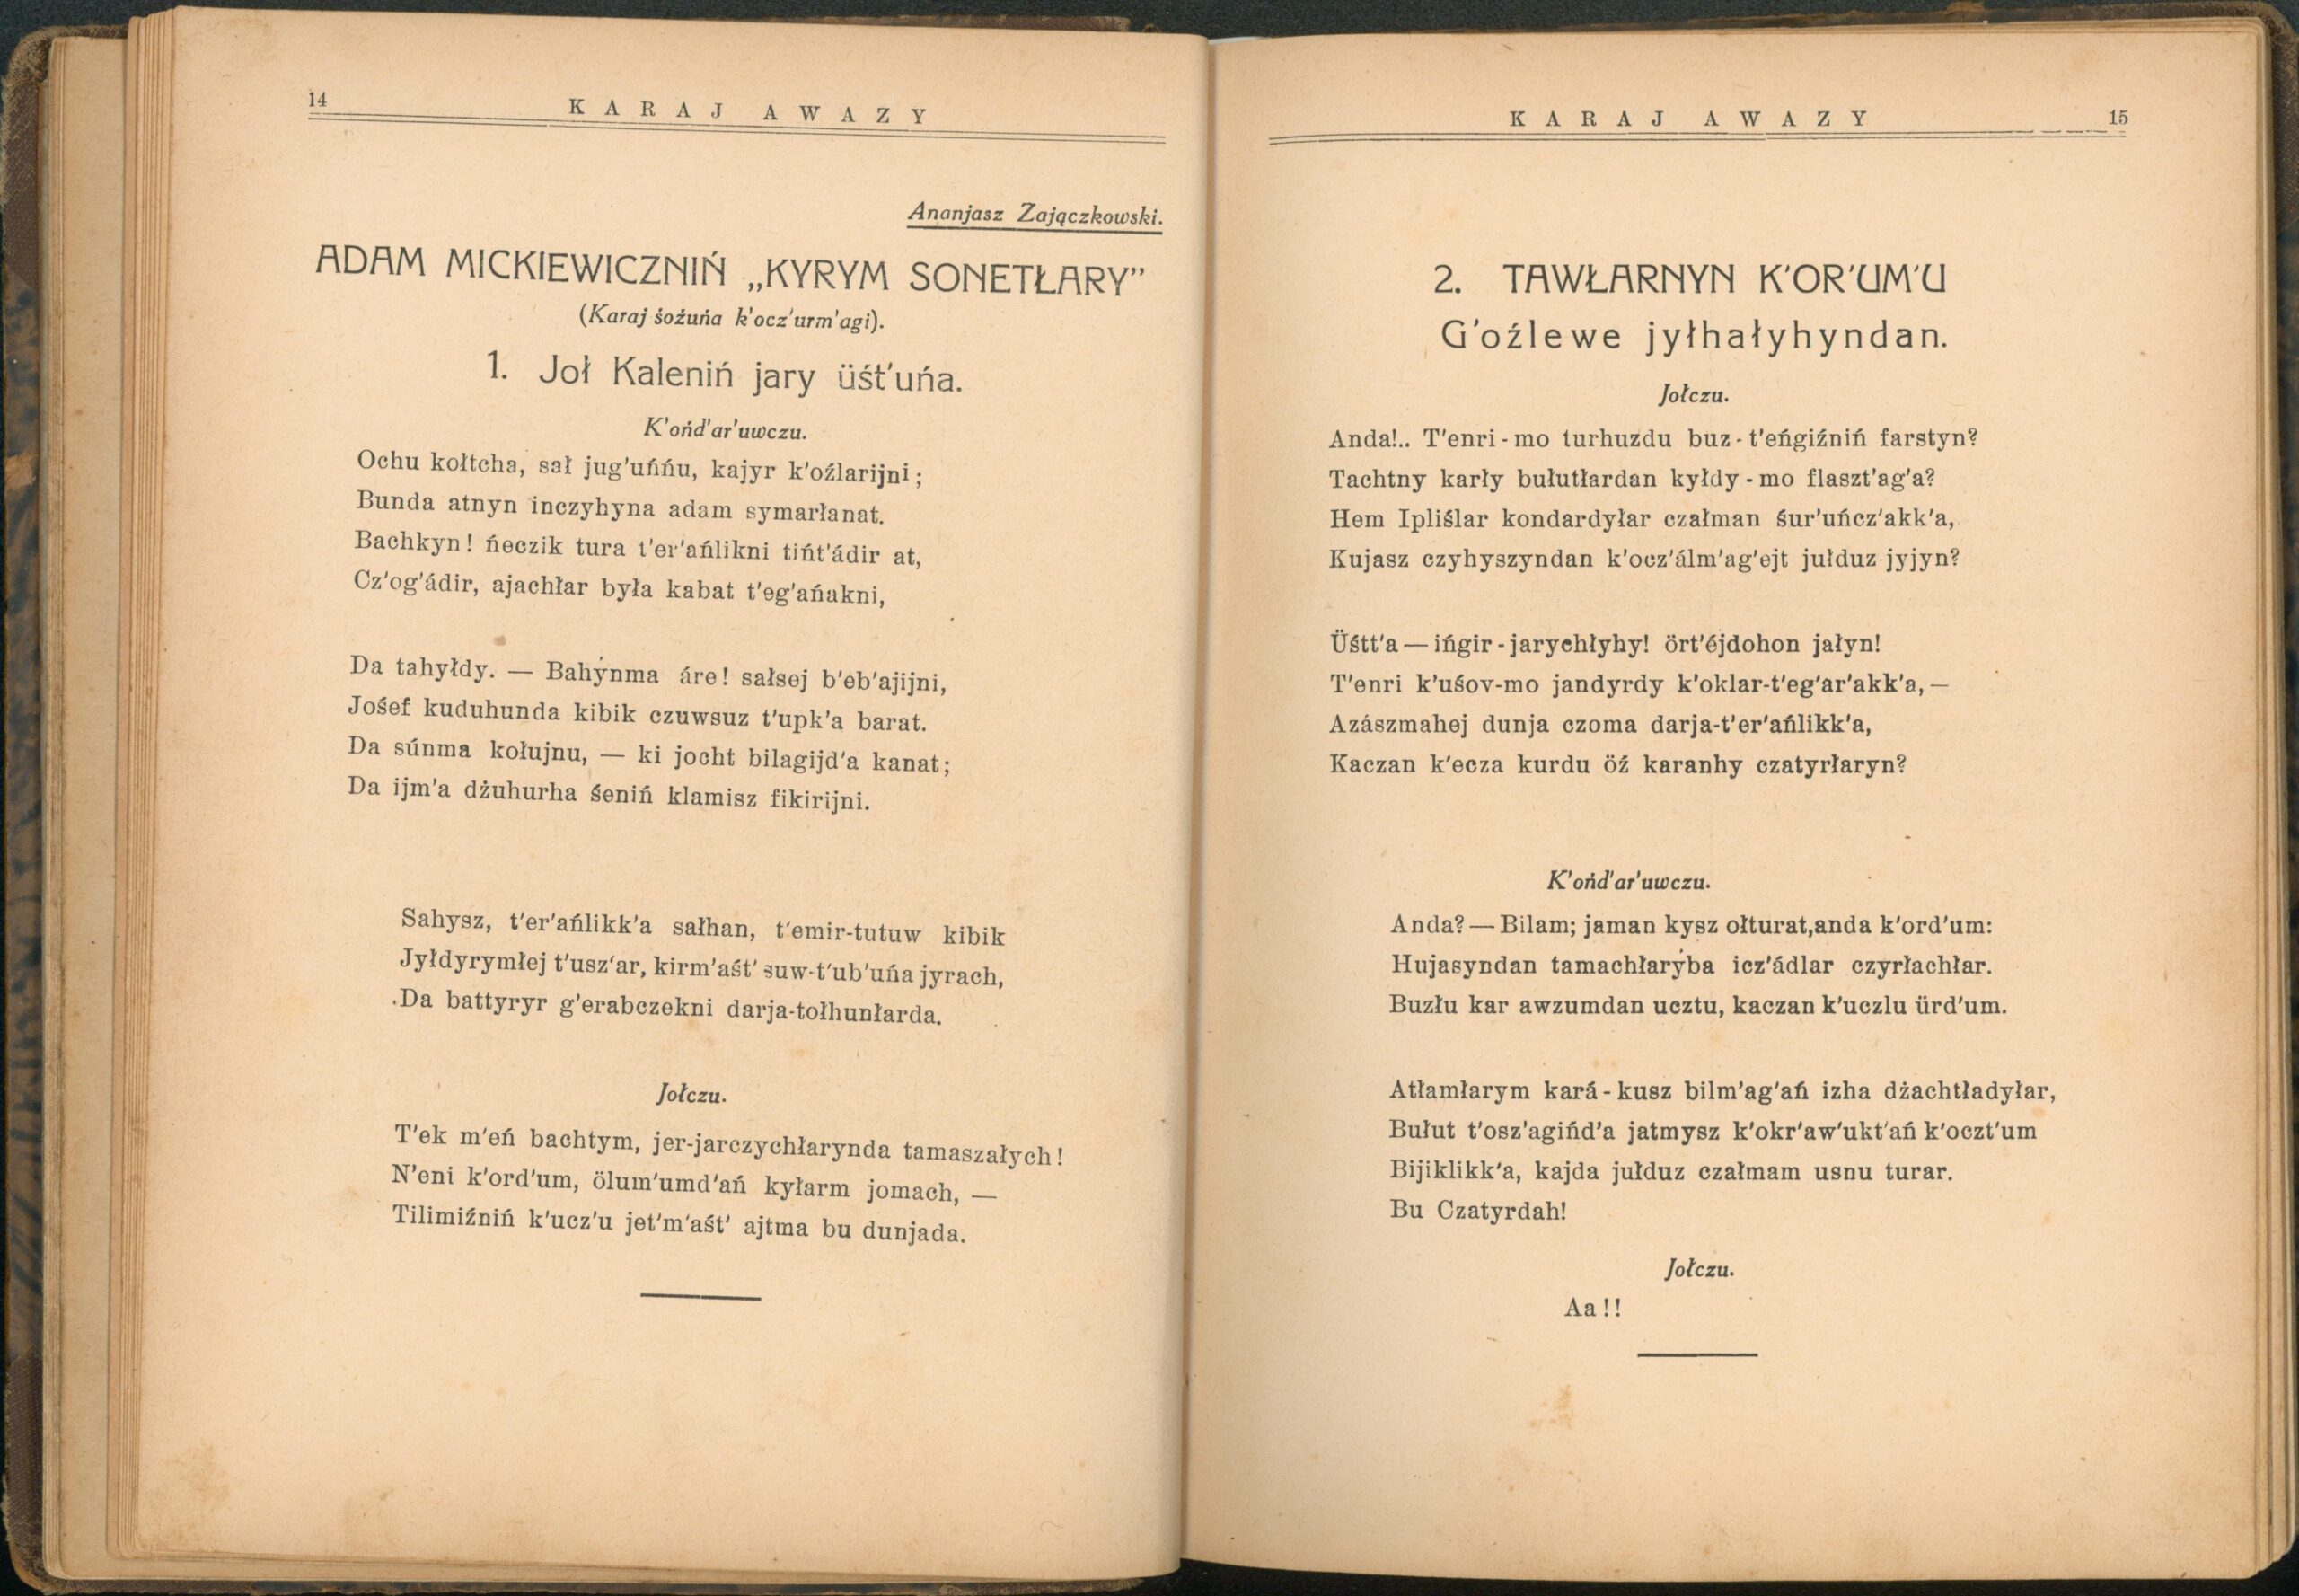 14
KARAJ AWAZY
Ananjasz Zajączkowski.
ADAM MICKIEWICZNIŃ „KYRYM SONETŁARY”
(Karaj śoźuńa k'ocz'urm'agi).
1. Joł Kaleniń jary üśt'uńa.
K'ońd'ar'uwczu.
Ochu kołtcha, sał jug'uńńu, kajyr k'oźlarijni;
Bunda atnyn inczyhyna adam symarłanat.
Bachkyn! ńeczik tura t'er'ańlikni tińt'ádir at,
Cz'og'ádir, ajachłar była kabat t'eg'ańakni,
Da tahyłdy. — Bahynma áre! sałsej b'eb'ajijni,
Jośef kuduhunda kibik czuwsuz t'upk'a barat.
Da súnma kołujnu, — ki jocht bilagijd'a kanat;
Da ijm'a dżuhurha śeniń klamisz fikirijni.
Sahysz, t'er'ańlikk'a sałhan, t'emir-tutuw kibik
Jyłdyrymłej t'usz'ar, kirm'aśt' suw-t'ub'uńa jyrach,
Da battyryr g'erabczekni darja-tołhunłarda.
Jołczu.
T'ek m'eń bachtym, jer-jarczychłarynda tamaszałych!
N'eni k'ord'um, ölum'umd'ań kyłarm jomach, —
Tilimiźniń k'ucz'u jet'm'aśt' ajtma bu dunjada.
KARAJ AWAZY
15
2. TAWŁARNYN K'OR'UM'U
G'oźlewe jyłhałyhyndan.
Jołczu.
Anda!.. T'enri-mo turhuzdu buz-t'eńgiźniń farstyn?
Tachtny karły bułutłardan kyłdy-mo flaszt'ag'a?
Hem Ipliślar kondardyłar czałman śur'uńcz'akk'a,
Kujasz czyhyszyndan k'ocz'álm'ag'ejt jułduz-jyjyn?
Üśtt'a — ińgir-jarychłyhy! ört'éjdohon jałyn!
T'enri k'uśov-mo jandyrdy k'oklar-t'eg'ar'akk'a, —
Azászmahej dunja czoma darja-t'er'ańlikk'a,
Kaczan k'ecza kurdu öź karanhy czatyrłaryn?
K'ońd'ar'uwczu.
Anda? — Bilam; jaman kysz ołturat,anda k'ord'um:
Hujasyndan tamachłaryba icz'ádlar czyrłachłar.
Buzłu kar awzumdan ucztu, kaczan k'uczlu ürd'um.
Atłamłarym kará-kusz bilm'ag'ań izha dżachtładyłar,
Bułut t'osz'agińd'a jatmysz k'okr'aw'ukt'ań k'oczt'um
Bijiklikk'a, kajda jułduz czałmam usnu turar.
Bu Czatyrdah!
Jołczu.
Aa!!